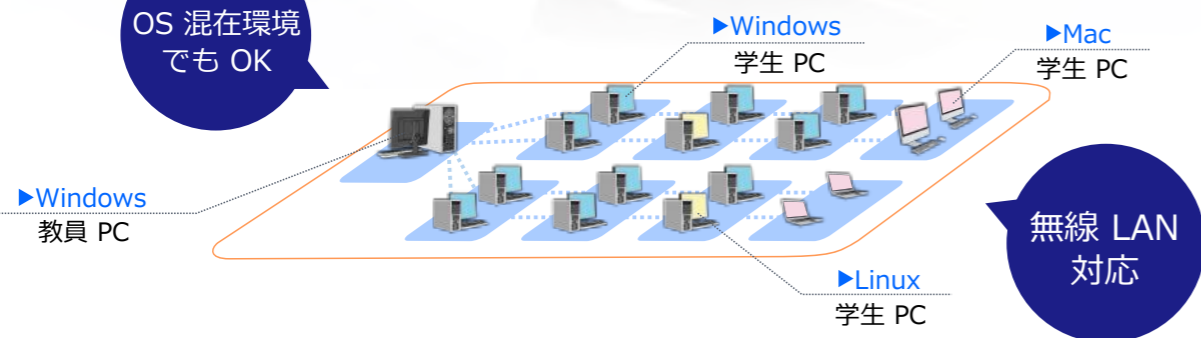 OS 混在環境
でも OK
▶Windows
学生 PC
▶Mac
学生 PC
▶Windows
教員 PC
無線 LAN
対応
▶Linux
学生 PC